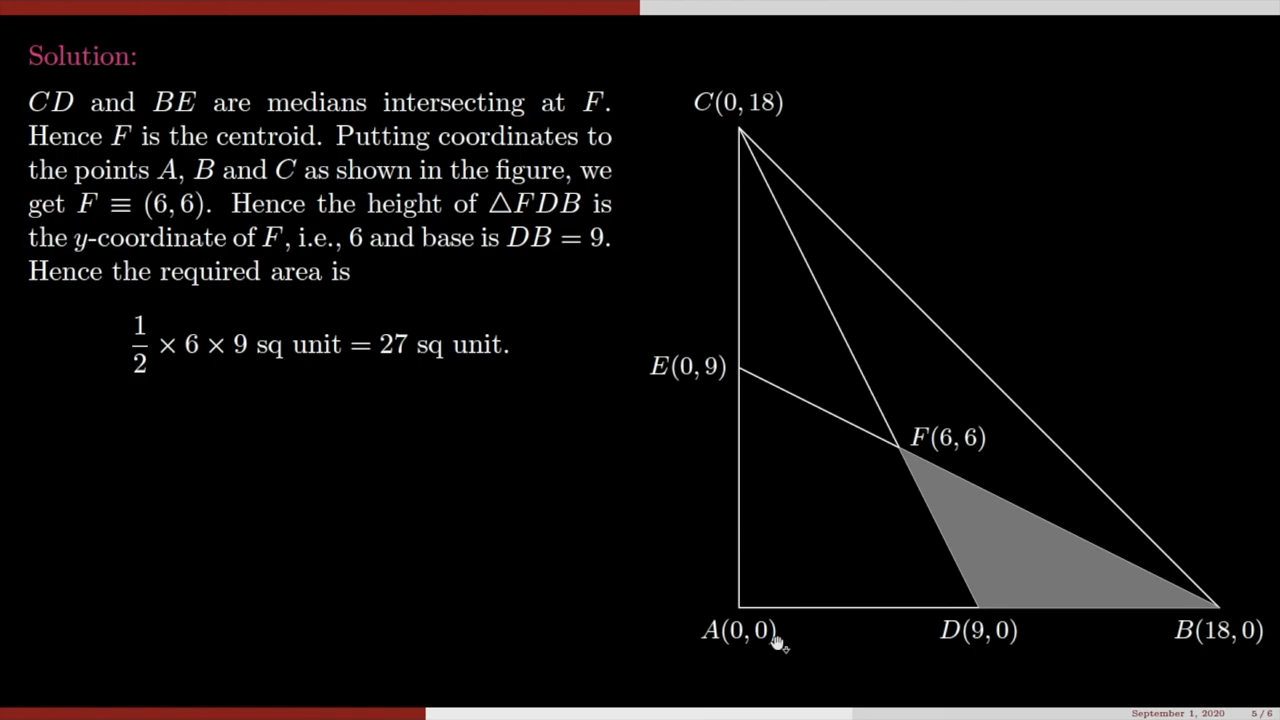 Solution:
CD and BE are medians intersecting at F.
Hence F is the centroid. Putting coordinates to
the points A, B and C as shown in the figure, we
get F ≡ (6, 6). Hence the height of △FDB is
the y-coordinate of F, i.e., 6 and base is DB = 9.
Hence the required area is
1/2 × 6 × 9 sq unit = 27 sq unit.
C(0, 18)
E(0, 9)
F(6, 6)
A(0, 0)
D(9, 0)
B(18, 0)
September 1, 2020 5 / 6